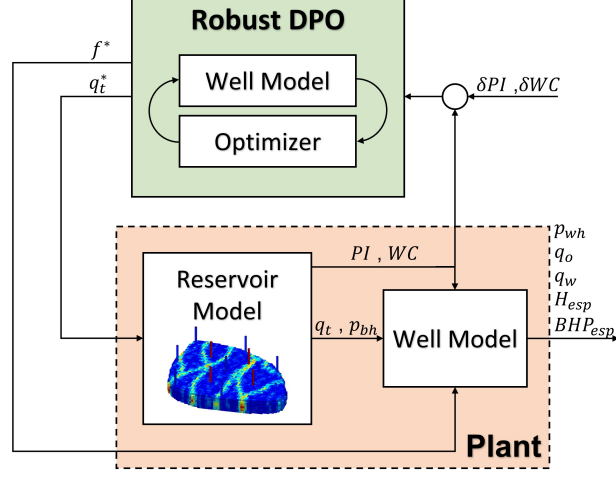 Robust DPO
f*
q_t^*
Well Model
δPI ,δWC
Optimizer
p_wh
q_o
q_w
H_esp
BHP_esp
PI , WC
Reservoir
Model
q_t , p_bh
Well Model
Plant